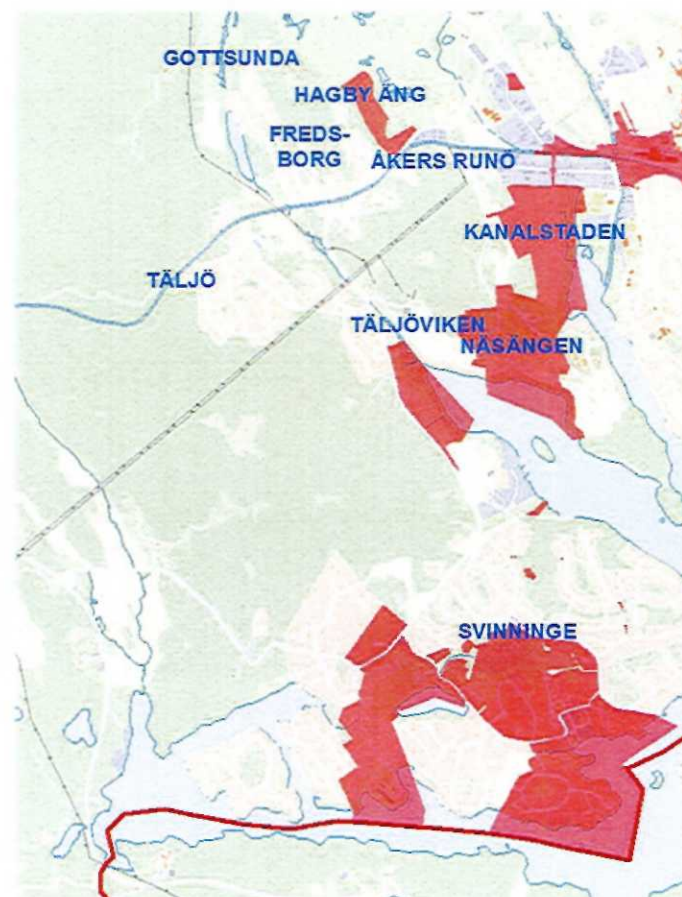 GOTTSUNDA
HAGBY ÄNG
FREDS-
BORG
ÅKERS RUNÖ
KANALSTADEN
TÄLJÖ
TÄLJÖVIKEN
NÄSÄNGEN
SVINNINGE